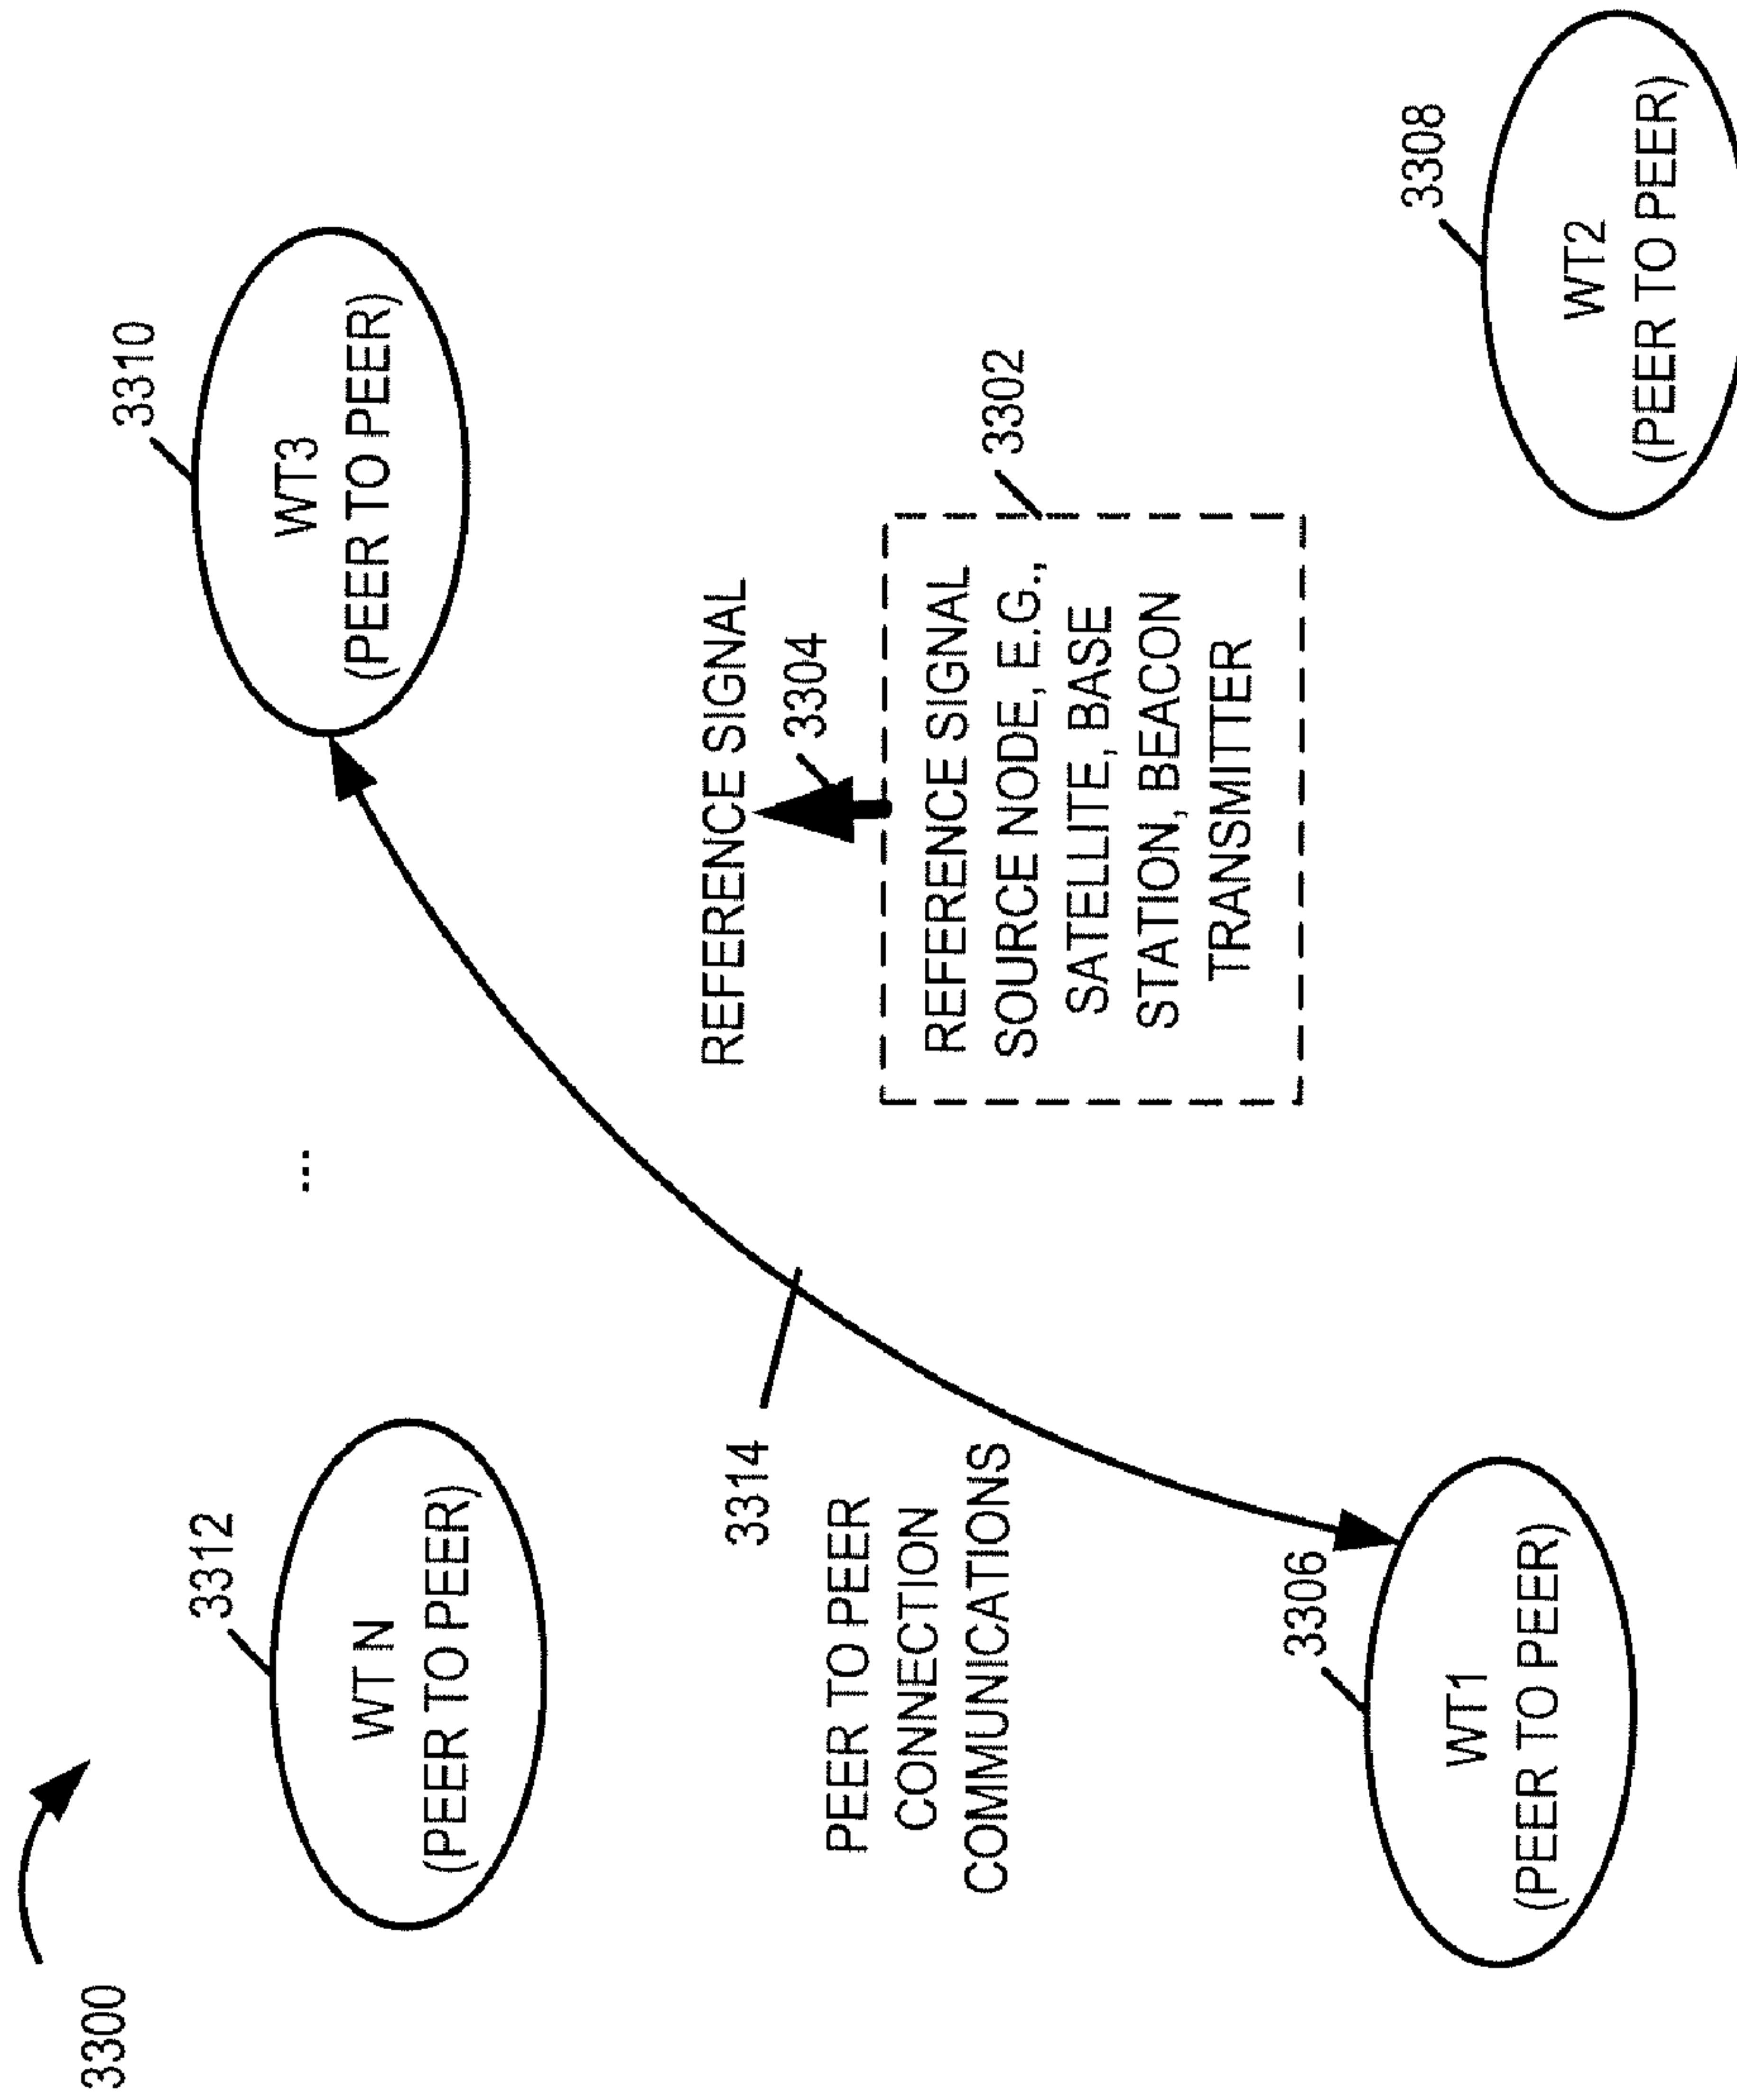 3300
3312
WT N
(PEER TO PEER)
...
3310
WT3
(PEER TO PEER)
3314
PEER TO PEER
CONNECTION
COMMUNICATIONS
REFERENCE SIGNAL
3304
3302
REFERENCE SIGNAL
SOURCE NODE, E.G.,
SATELLITE, BASE
STATION, BEACON
TRANSMITTER
3306
WT1
(PEER TO PEER)
3308
WT2
(PEER TO PEER)